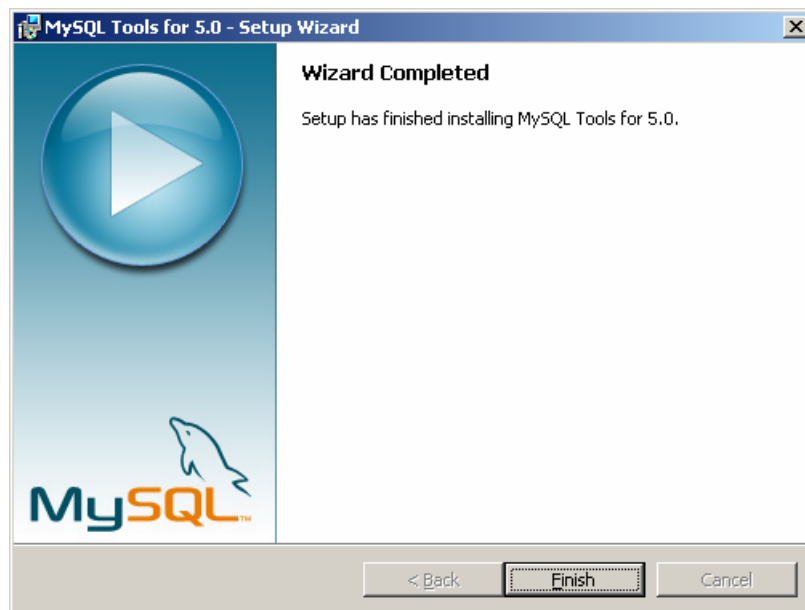 MySQL Tools for 5.0 - Setup Wizard
Wizard Completed
Setup has finished installing MySQL Tools for 5.0.
MySQL™
< Back
Finish
Cancel